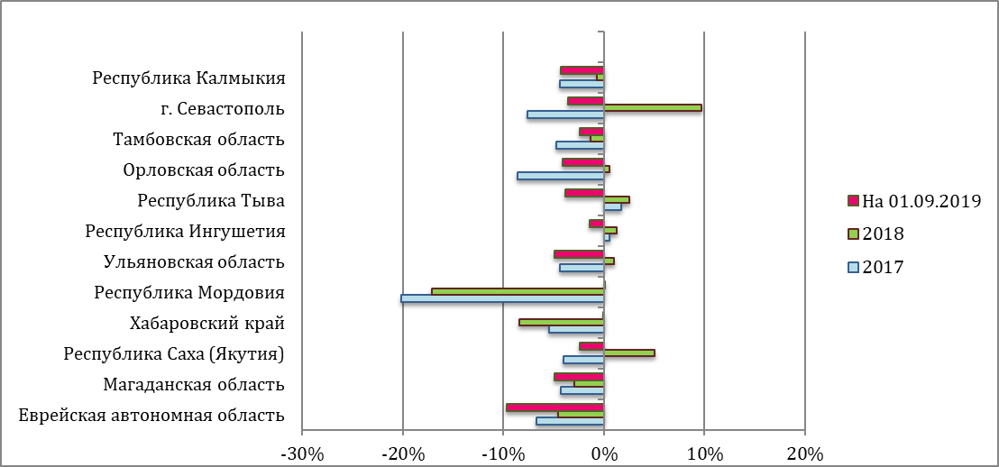 Республика Калмыкия
г. Севастополь
Тамбовская область
Орловская область
Республика Тыва
Республика Ингушетия
Ульяновская область
Республика Мордовия
Хабаровский край
Республика Саха (Якутия)
Магаданская область
Еврейская автономная область
-30% -20% -10% 0% 10% 20%
На 01.09.2019
2018
2017